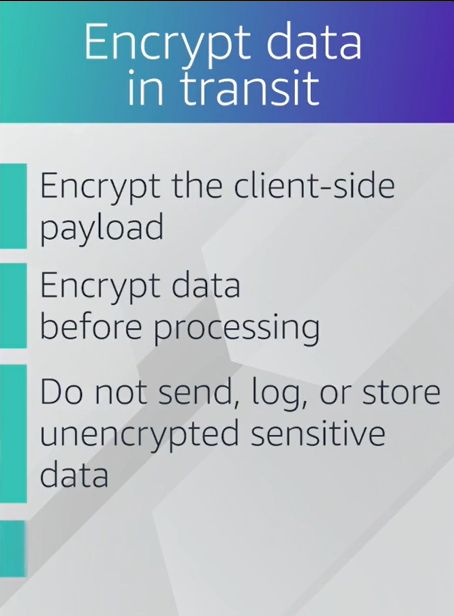 Encrypt data
in transit
Encrypt the client-side
payload
Encrypt data
before processing
Do not send, log, or store
unencrypted sensitive
data